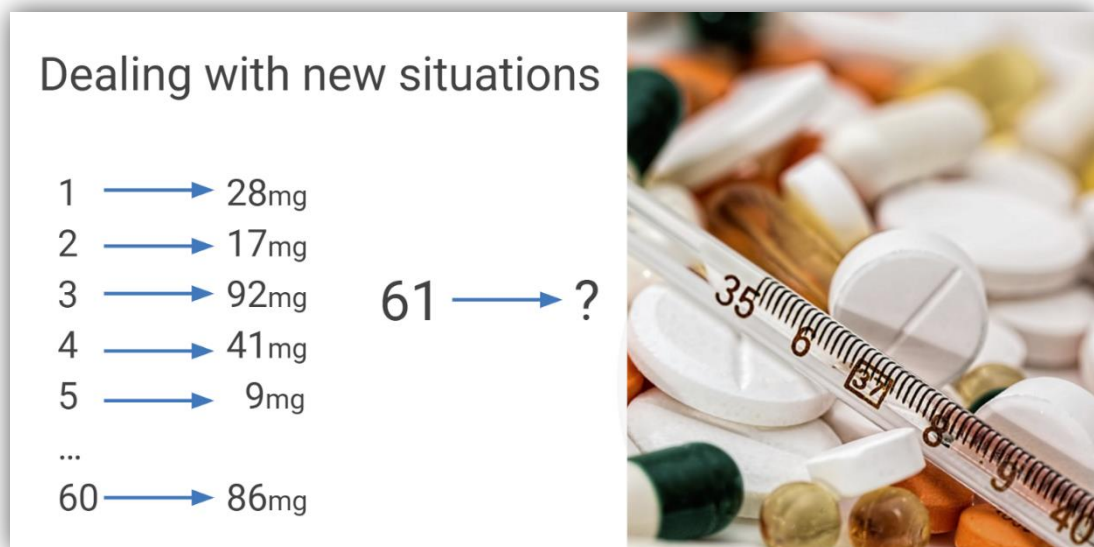 Dealing with new situations
1 → 28mg
2 → 17mg
3 → 92mg
4 → 41mg
5 → 9mg
...
60 → 86mg
61 → ?
35 6 37 8 9 40